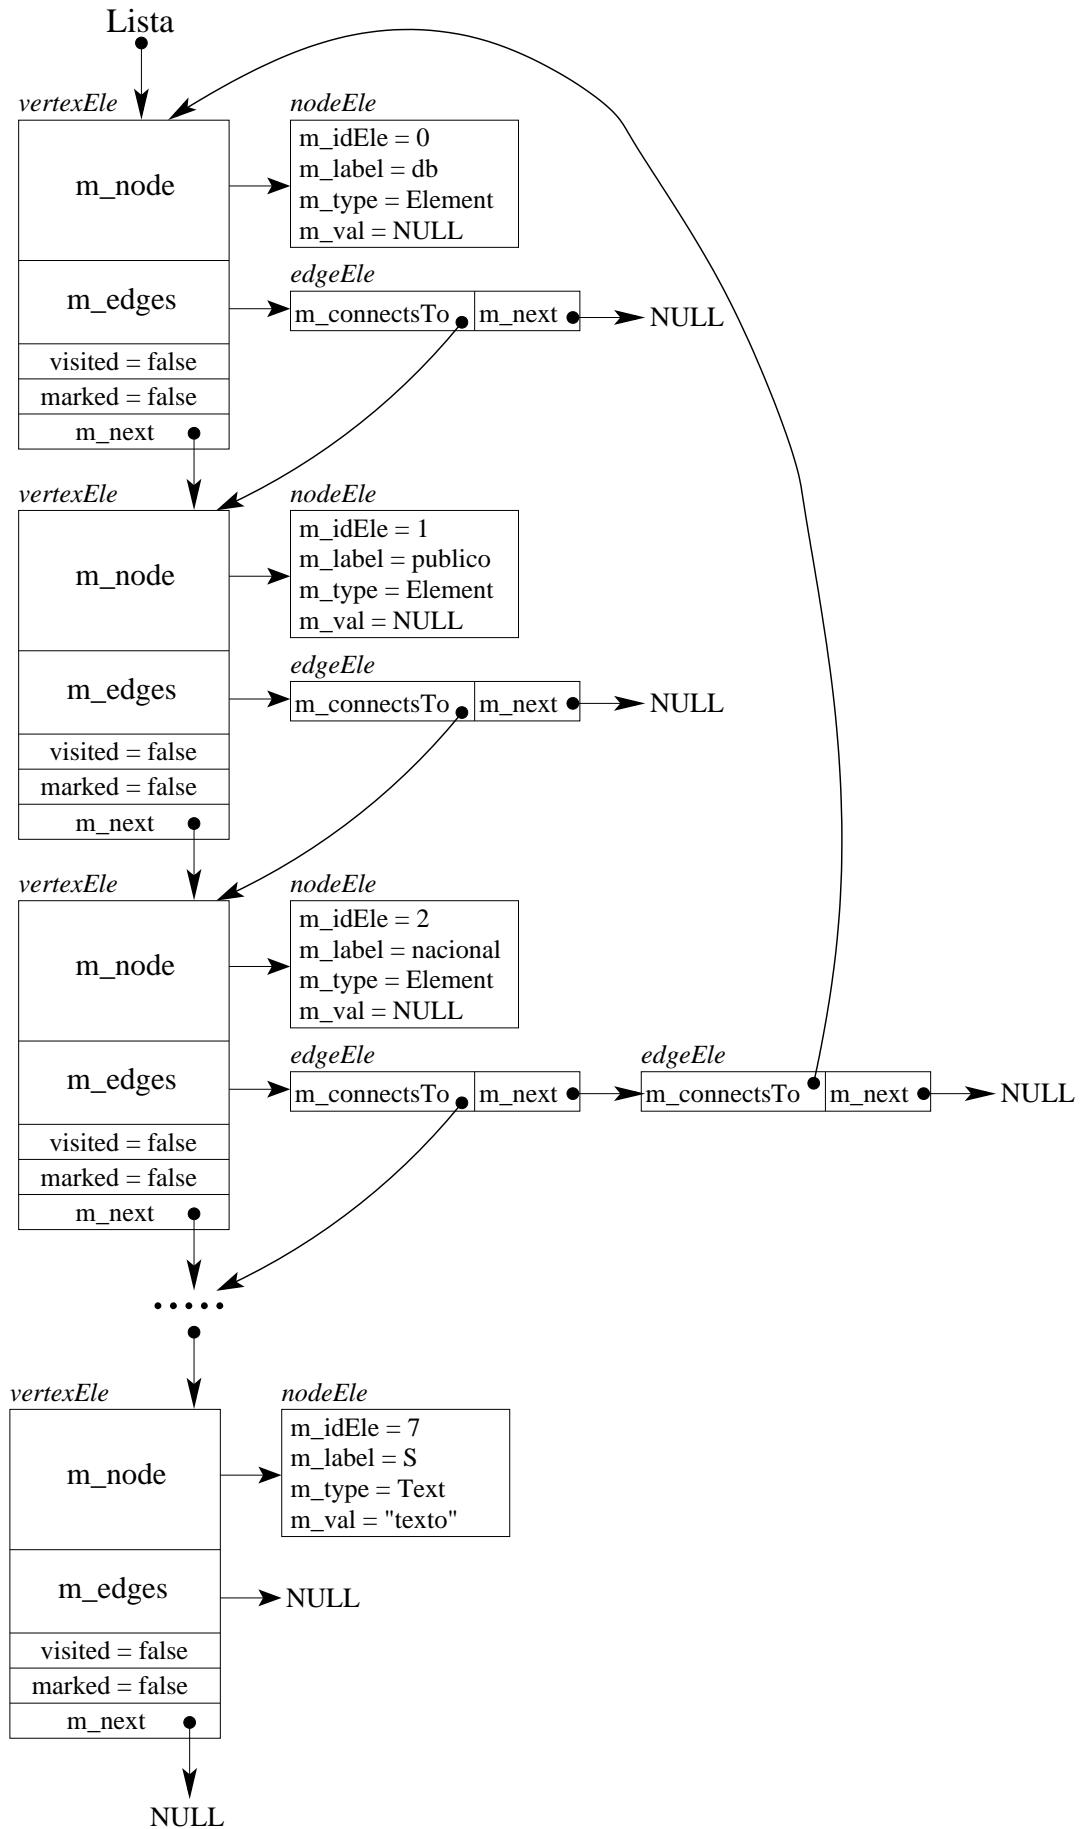 Lista
vertexEle
nodeEle
m_node
m_idEle = 0
m_label = db
m_type = Element
m_val = NULL
edgeEle
m_edges
m_connectsTo
m_next
NULL
visited = false
marked = false
m_next
vertexEle
nodeEle
m_node
m_idEle = 1
m_label = publico
m_type = Element
m_val = NULL
edgeEle
m_edges
m_connectsTo
m_next
NULL
visited = false
marked = false
m_next
vertexEle
nodeEle
m_node
m_idEle = 2
m_label = nacional
m_type = Element
m_val = NULL
edgeEle
edgeEle
m_edges
m_connectsTo
m_next
m_connectsTo
m_next
NULL
visited = false
marked = false
m_next
.....
vertexEle
nodeEle
m_node
m_idEle = 7
m_label = S
m_type = Text
m_val = "texto"
m_edges
NULL
visited = false
marked = false
m_next
NULL